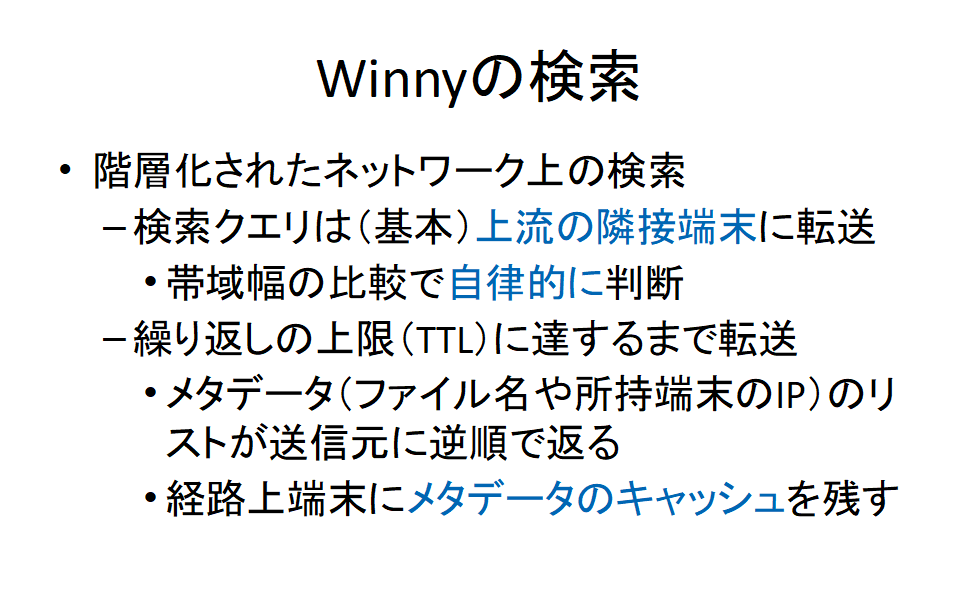 Winnyの検索
• 階層化されたネットワーク上の検索
–検索クエリは（基本）上流の隣接端末に転送
• 帯域幅の比較で自律的に判断
–繰り返しの上限（TTL）に達するまで転送
• メタデータ（ファイル名や所持端末のIP）のリ
ストが送信元に逆順で返る
• 経路上端末にメタデータのキャッシュを残す